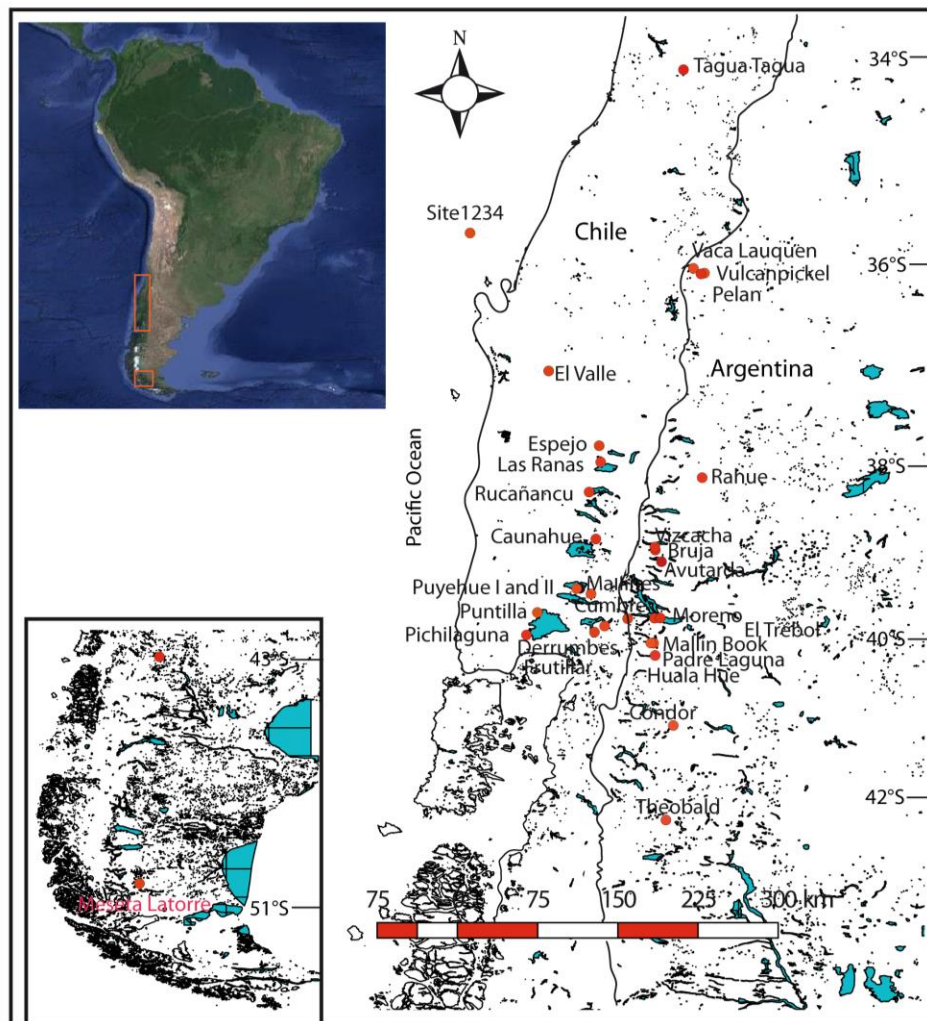 N
34°S
Tagua Tagua
Site1234
Chile
Vaca Lauquen
36°S
Vulcanpickel
Pelan
El Valle
Argentina
Pacific Ocean
Espejo
Las Ranas
38°S
Rahue
Rucañancu
Caunahue
Vizcacha
Bruja
Avutarda
Puyehue I and II
Mallines
Cumbre
Puntilla
Moreno
El Trebol
Pichilaguna
Derrumbes
Mallin Book
40°S
Frutillar
Padre Laguna
Huala Hue
43°S
Condor
42°S
Theobald
Meseta Latorre
51°S
75
75
150
225
300 km